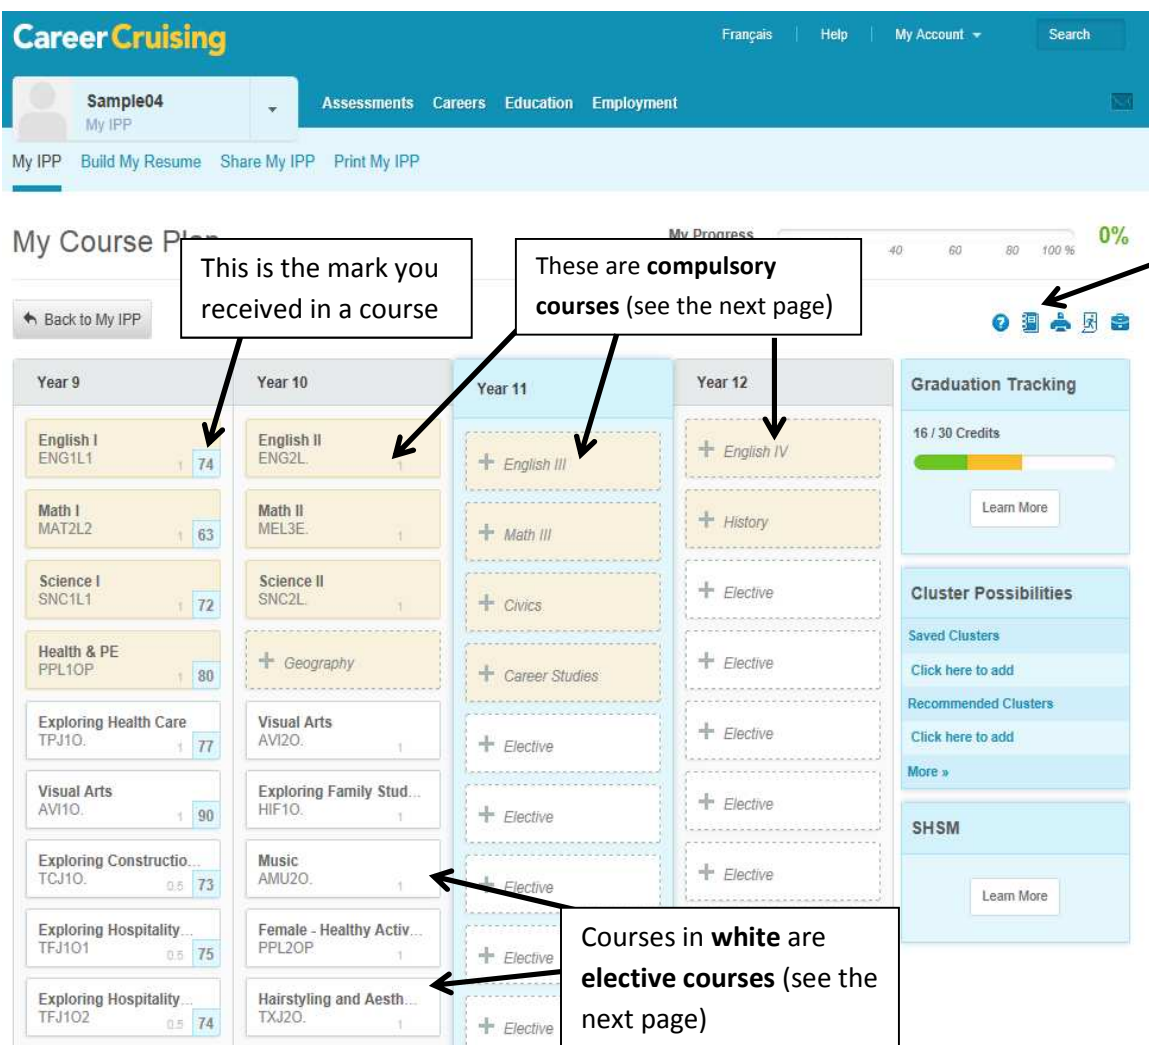 CareerCruising
Français | Help | My Account Search
Sample04
My IPP
Assessments Careers Education Employment
My IPP Build My Resume Share My IPP Print My IPP
My Course Plan
My Progress
40 60 80 100 %
0%
This is the mark you
received in a course
These are compulsory
courses (see the next page)
Back to My IPP
Year 9
English I
ENG1L1 1 74
Math I
MAT2L2 1 63
Science I
SNC1L1 1 72
Health & PE
PPL1OP 1 80
Exploring Health Care
TPJ1O. 1 77
Visual Arts
AVI1O. 1 90
Exploring Constructio...
TCJ1O. 0.5 73
Exploring Hospitality...
TFJ1O1 0.5 75
Exploring Hospitality...
TFJ1O2 0.5 74
Year 10
English II
ENG2L. 1
Math II
MEL3E. 1
Science II
SNC2L. 1
+ Geography
Visual Arts
AVI2O. 1
Exploring Family Stud...
HIF1O. 1
Music
AMU2O. 1
Female - Healthy Activ...
PPL2OP 1
Hairstyling and Aesth...
TXJ2O. 1
Year 11
+ English III
+ Math III
+ Civics
+ Career Studies
+ Elective
+ Elective
+ Elective
+ Elective
+ Elective
Year 12
+ English IV
+ History
+ Elective
+ Elective
+ Elective
+ Elective
+ Elective
Courses in white are
elective courses (see the
next page)
Graduation Tracking
16 / 30 Credits
Learn More
Cluster Possibilities
Saved Clusters
Click here to add
Recommended Clusters
Click here to add
More »
SHSM
Learn More